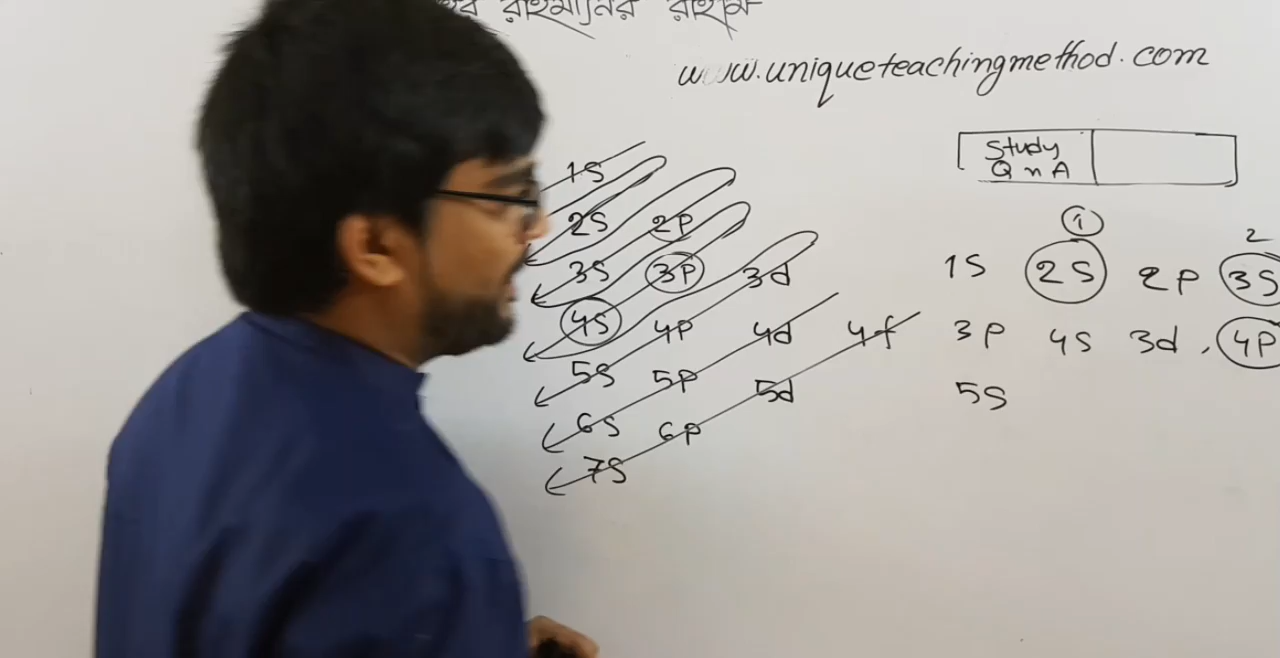 রাহমানির রাহিম
www.uniqueteachingmethod.com
Study
Q n A
1S
2S 2P
3S 3P 3d
4S 4P 4d 4f
5S 5P 5d
6S 6P
7S
1 2
1S 2S 2P 3S
3P 4S 3d, 4P
5S